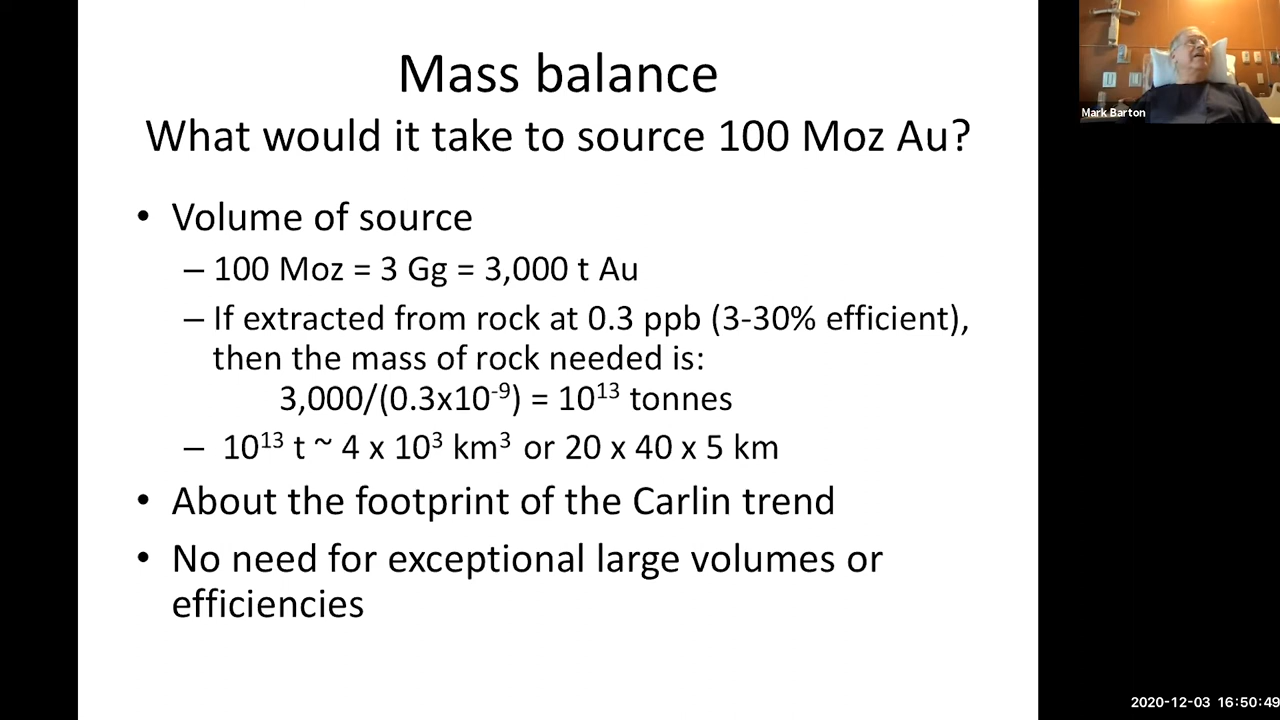 Mass balance
What would it take to source 100 Moz Au?
• Volume of source
– 100 Moz = 3 Gg = 3,000 t Au
– If extracted from rock at 0.3 ppb (3-30% efficient),
then the mass of rock needed is:
3,000/(0.3x10⁻⁹) = 10¹³ tonnes
– 10¹³ t ~ 4 x 10³ km³ or 20 x 40 x 5 km
• About the footprint of the Carlin trend
• No need for exceptional large volumes or
efficiencies
Mark Barton
2020-12-03 16:50:49